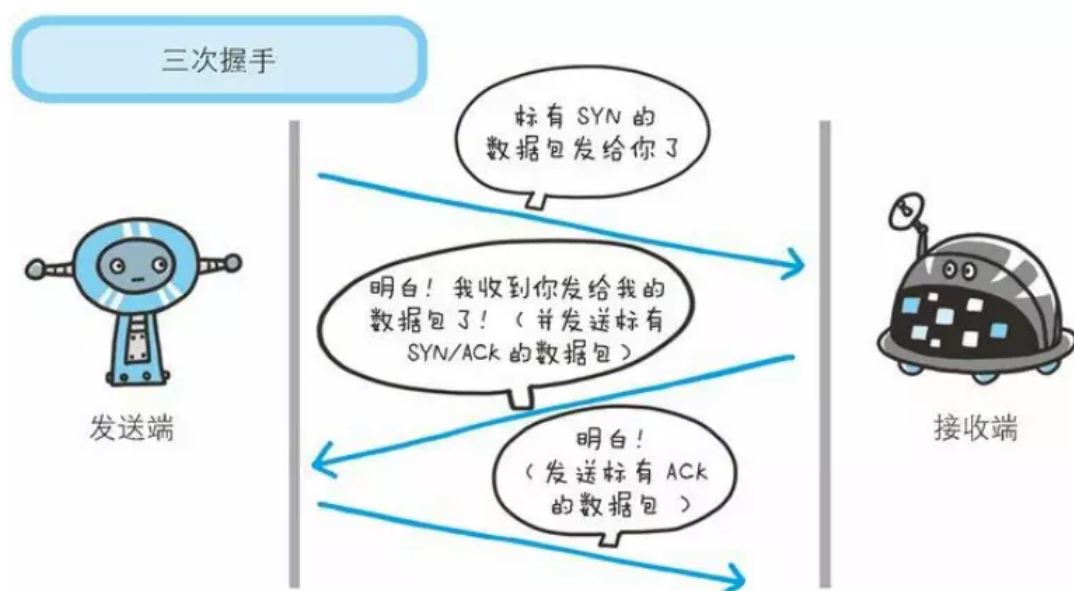 三次握手
标有 SYN 的
数据包发给你了
明白！我收到你发给我的
数据包了！（并发送标有
SYN/ACK 的数据包）
发送端
接收端
明白！
（发送标有 ACK
的数据包）